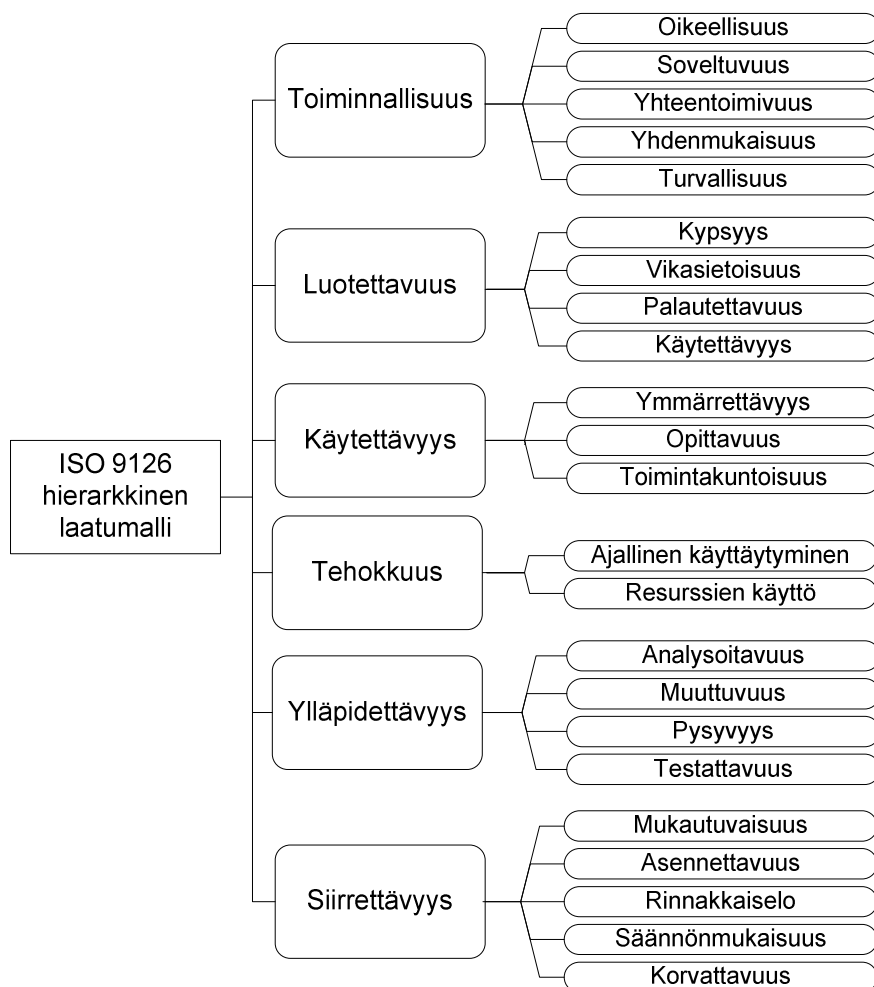 ISO 9126
hierarkkinen
laatumalli
Toiminnallisuus
Oikeellisuus
Soveltuvuus
Yhteentoimivuus
Yhdenmukaisuus
Turvallisuus
Luotettavuus
Kypsyys
Vikasietoisuus
Palautettavuus
Käytettävyys
Käytettävyys
Ymmärrettävyys
Opittavuus
Toimintakuntoisuus
Tehokkuus
Ajallinen käyttäytyminen
Resurssien käyttö
Ylläpidettävyys
Analysoitavuus
Muuttuvuus
Pysyvyys
Testattavuus
Siirrettävyys
Mukautuvaisuus
Asennettavuus
Rinnakkaiselo
Säännönmukaisuus
Korvattavuus